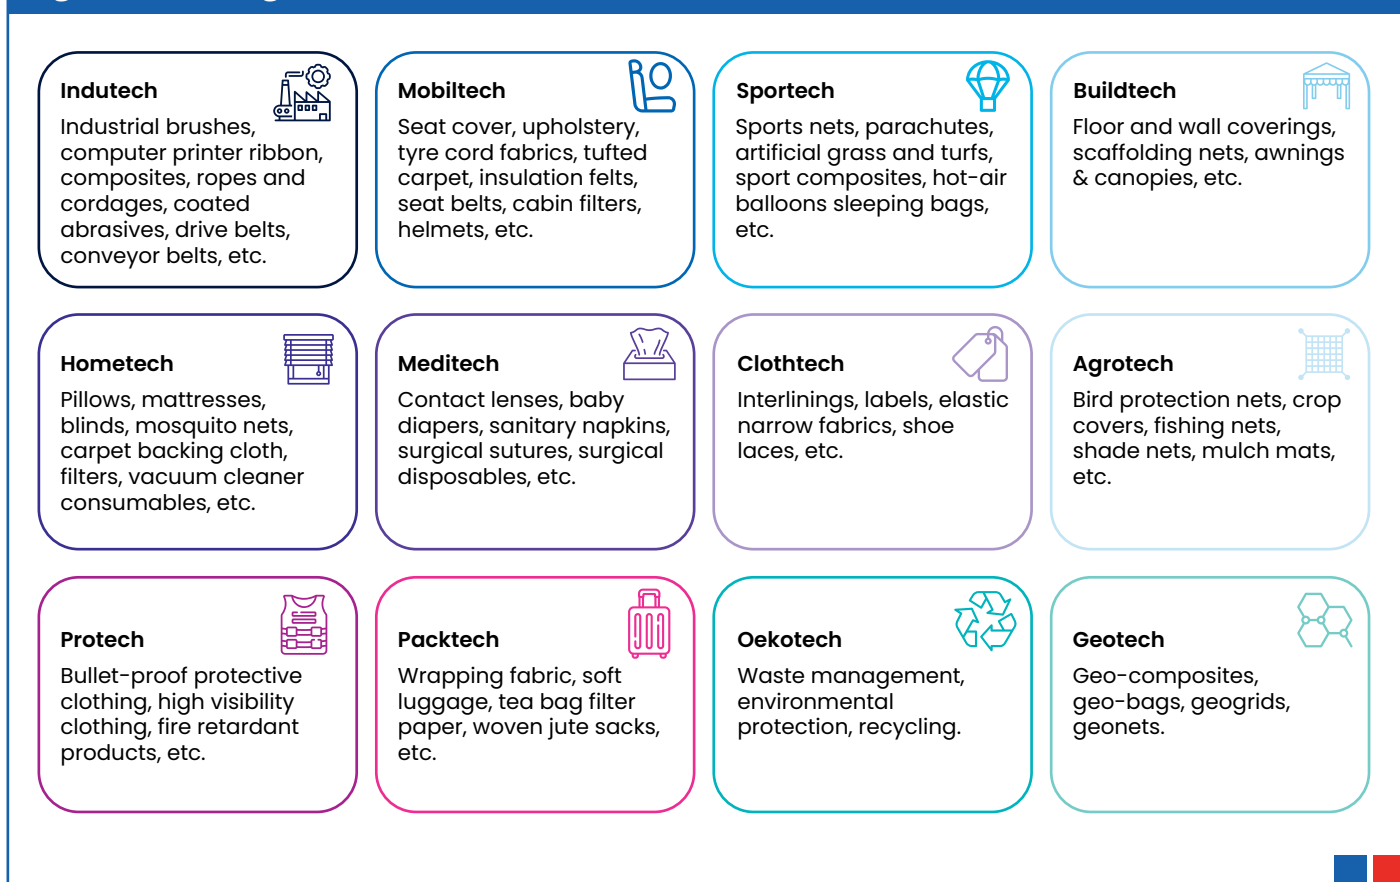 Indutech
Industrial brushes,
computer printer ribbon,
composites, ropes and
cordages, coated
abrasives, drive belts,
conveyor belts, etc.
Mobiltech
Seat cover, upholstery,
tyre cord fabrics, tufted
carpet, insulation felts,
seat belts, cabin filters,
helmets, etc.
Sportech
Sports nets, parachutes,
artificial grass and turfs,
sport composites, hot-air
balloons sleeping bags,
etc.
Buildtech
Floor and wall coverings,
scaffolding nets, awnings
& canopies, etc.
Hometech
Pillows, mattresses,
blinds, mosquito nets,
carpet backing cloth,
filters, vacuum cleaner
consumables, etc.
Meditech
Contact lenses, baby
diapers, sanitary napkins,
surgical sutures, surgical
disposables, etc.
Clothtech
Interlinings, labels, elastic
narrow fabrics, shoe
laces, etc.
Agrotech
Bird protection nets, crop
covers, fishing nets,
shade nets, mulch mats,
etc.
Protech
Bullet-proof protective
clothing, high visibility
clothing, fire retardant
products, etc.
Packtech
Wrapping fabric, soft
luggage, tea bag filter
paper, woven jute sacks,
etc.
Oekotech
Waste management,
environmental
protection, recycling.
Geotech
Geo-composites,
geo-bags, geogrids,
geonets.